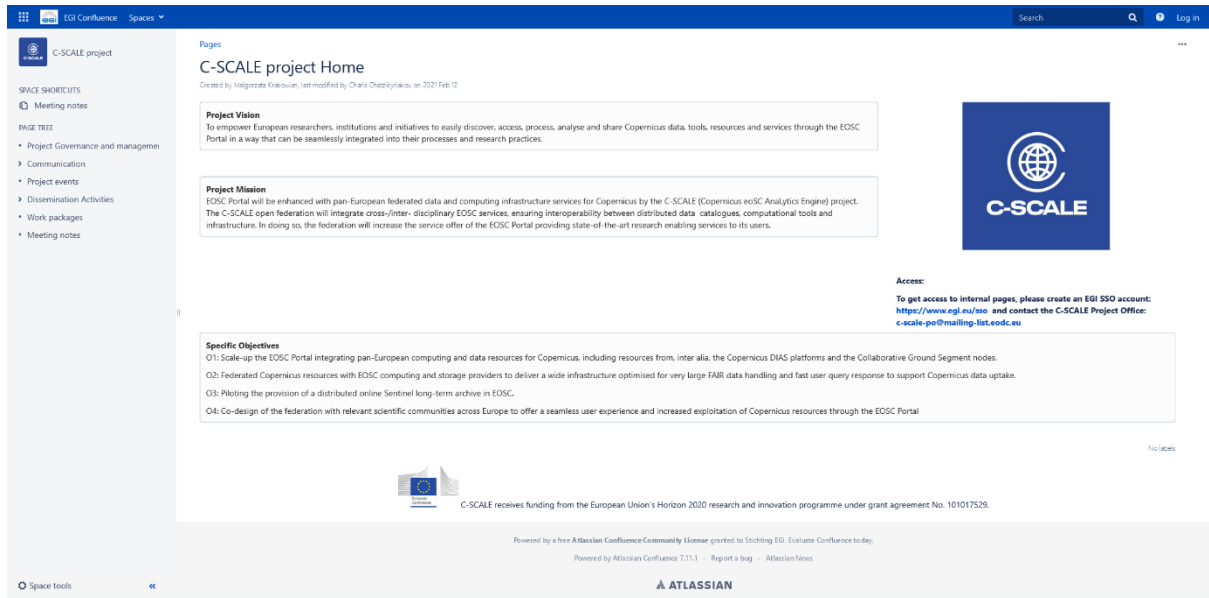 EGI Confluence Spaces Search Log in
C-SCALE project
SPACE SHORTCUTS
Meeting notes
PAGE TREE
Project Governance and managemen
Communication
Project events
Dissemination Activities
Work packages
Meeting notes
Space tools
Pages
C-SCALE project Home
Created by Malgorzata Krakowian, last modified by Charis Chatzikyriakou on 2021 Feb 12
Project Vision
To empower European researchers, institutions and initiatives to easily discover, access, process, analyse and share Copernicus data, tools, resources and services through the EOSC
Portal in a way that can be seamlessly integrated into their processes and research practices.
Project Mission
EOSC Portal will be enhanced with pan-European federated data and computing infrastructure services for Copernicus by the C-SCALE (Copernicus eoSC AnaLytics Engine) project.
The C-SCALE open federation will integrate cross-/inter- disciplinary EOSC services, ensuring interoperability between distributed data catalogues, computational tools and
infrastructure. In doing so, the federation will increase the service offer of the EOSC Portal providing state-of-the-art research enabling services to its users.
C-SCALE
Access:
To get access to internal pages, please create an EGI SSO account:
https://www.egi.eu/sso and contact the C-SCALE Project Office:
c-scale-po@mailing-list.eodc.eu
Specific Objectives
O1: Scale-up the EOSC Portal integrating pan-European computing and data resources for Copernicus, including resources from, inter alia, the Copernicus DIAS platforms and the Collaborative Ground Segment nodes.
O2: Federated Copernicus resources with EOSC computing and storage providers to deliver a wide infrastructure optimised for very large FAIR data handling and fast user query response to support Copernicus data uptake.
O3: Piloting the provision of a distributed online Sentinel long-term archive in EOSC.
O4: Co-design of the federation with relevant scientific communities across Europe to offer a seamless user experience and increased exploitation of Copernicus resources through the EOSC Portal
No labels
European
Commission
C-SCALE receives funding from the European Union's Horizon 2020 research and innovation programme under grant agreement No. 101017529.
Powered by a free Atlassian Confluence Community License granted to Stichting EGI. Evaluate Confluence today.
Powered by Atlassian Confluence 7.11.1 · Report a bug · Atlassian News
ATLASSIAN